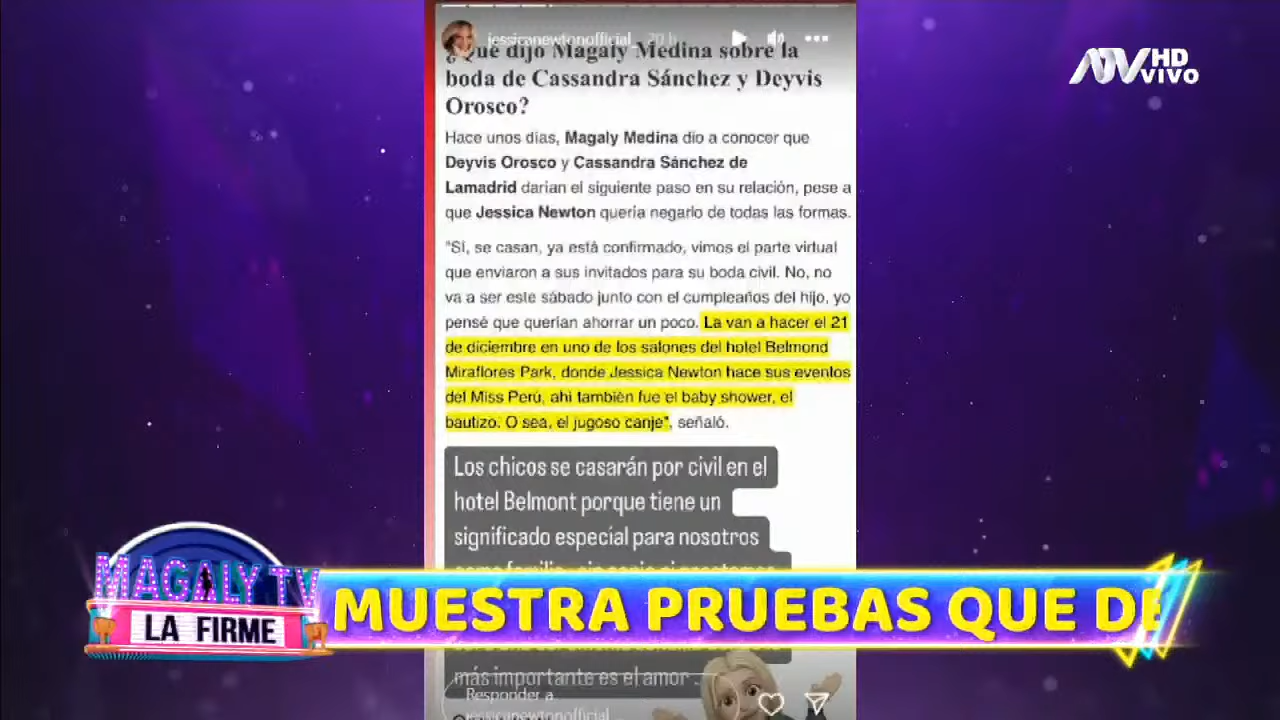 jessicanewtonofficial 20 h
¿Qué dijo Magaly Medina sobre la
boda de Cassandra Sánchez y Deyvis
Orosco?
Hace unos días, Magaly Medina dio a conocer que
Deyvis Orosco y Cassandra Sánchez de
Lamadrid darían el siguiente paso en su relación, pese a
que Jessica Newton quería negarlo de todas las formas.
"Sí, se casan, ya está confirmado, vimos el parte virtual
que enviaron a sus invitados para su boda civil. No, no
va a ser este sábado junto con el cumpleaños del hijo, yo
pensé que querían ahorrar un poco. La van a hacer el 21
de diciembre en uno de los salones del hotel Belmond
Miraflores Park, donde Jessica Newton hace sus eventos
del Miss Perú, ahí también fue el baby shower, el
bautizo. O sea, el jugoso canje", señaló.
Los chicos se casarán por civil en el
hotel Belmont porque tiene un
significado especial para nosotros
más importante es el amor ..
Responder a
jessicanewtonofficial
ATV HD
VIVO
MAGALY TV
LA FIRME
MUESTRA PRUEBAS QUE DE